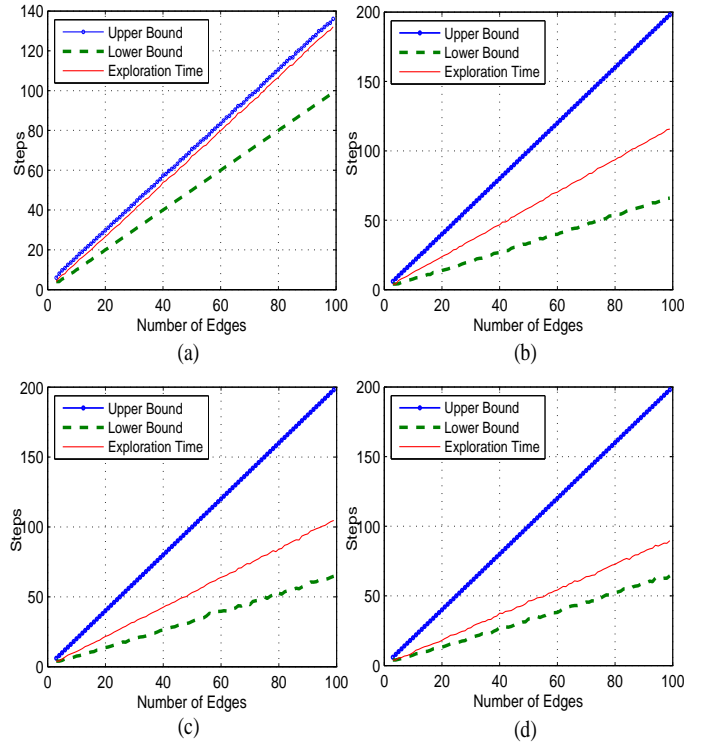 140
120
100
80
60
40
20
0
Steps
Upper Bound
Lower Bound
Exploration Time
0 20 40 60 80 100
Number of Edges
(a)
200
150
100
50
0
Steps
Upper Bound
Lower Bound
Exploration Time
0 20 40 60 80 100
Number of Edges
(b)
200
150
100
50
0
Steps
Upper Bound
Lower Bound
Exploration Time
0 20 40 60 80 100
Number of Edges
(c)
200
150
100
50
0
Steps
Upper Bound
Lower Bound
Exploration Time
0 20 40 60 80 100
Number of Edges
(d)